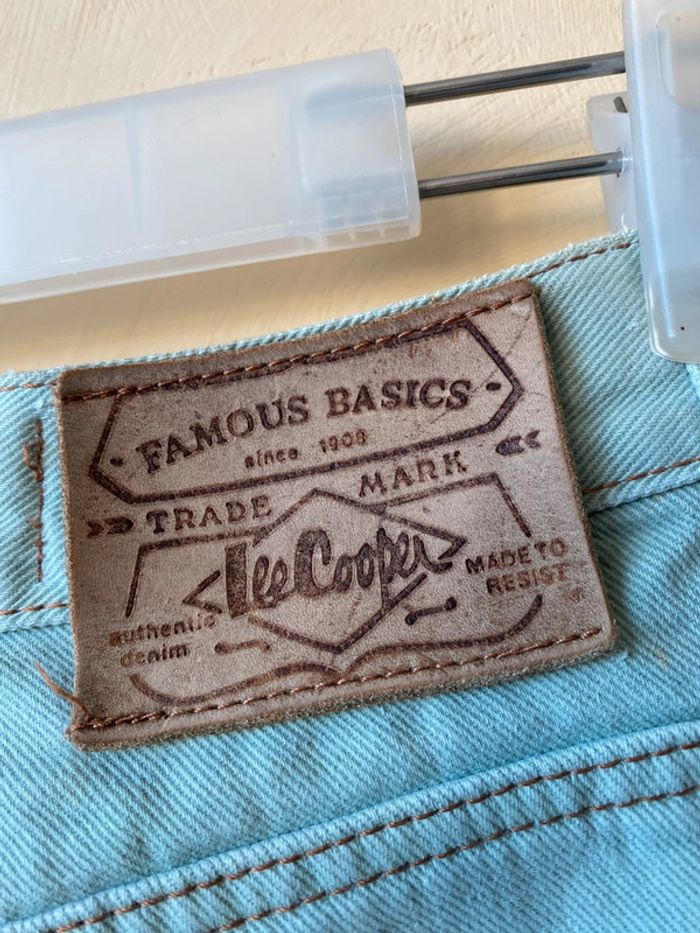 FAMOUS BASICS
since 1908
TRADE MARK
Lee Cooper
MADE TO
RESIST
authentic
denim